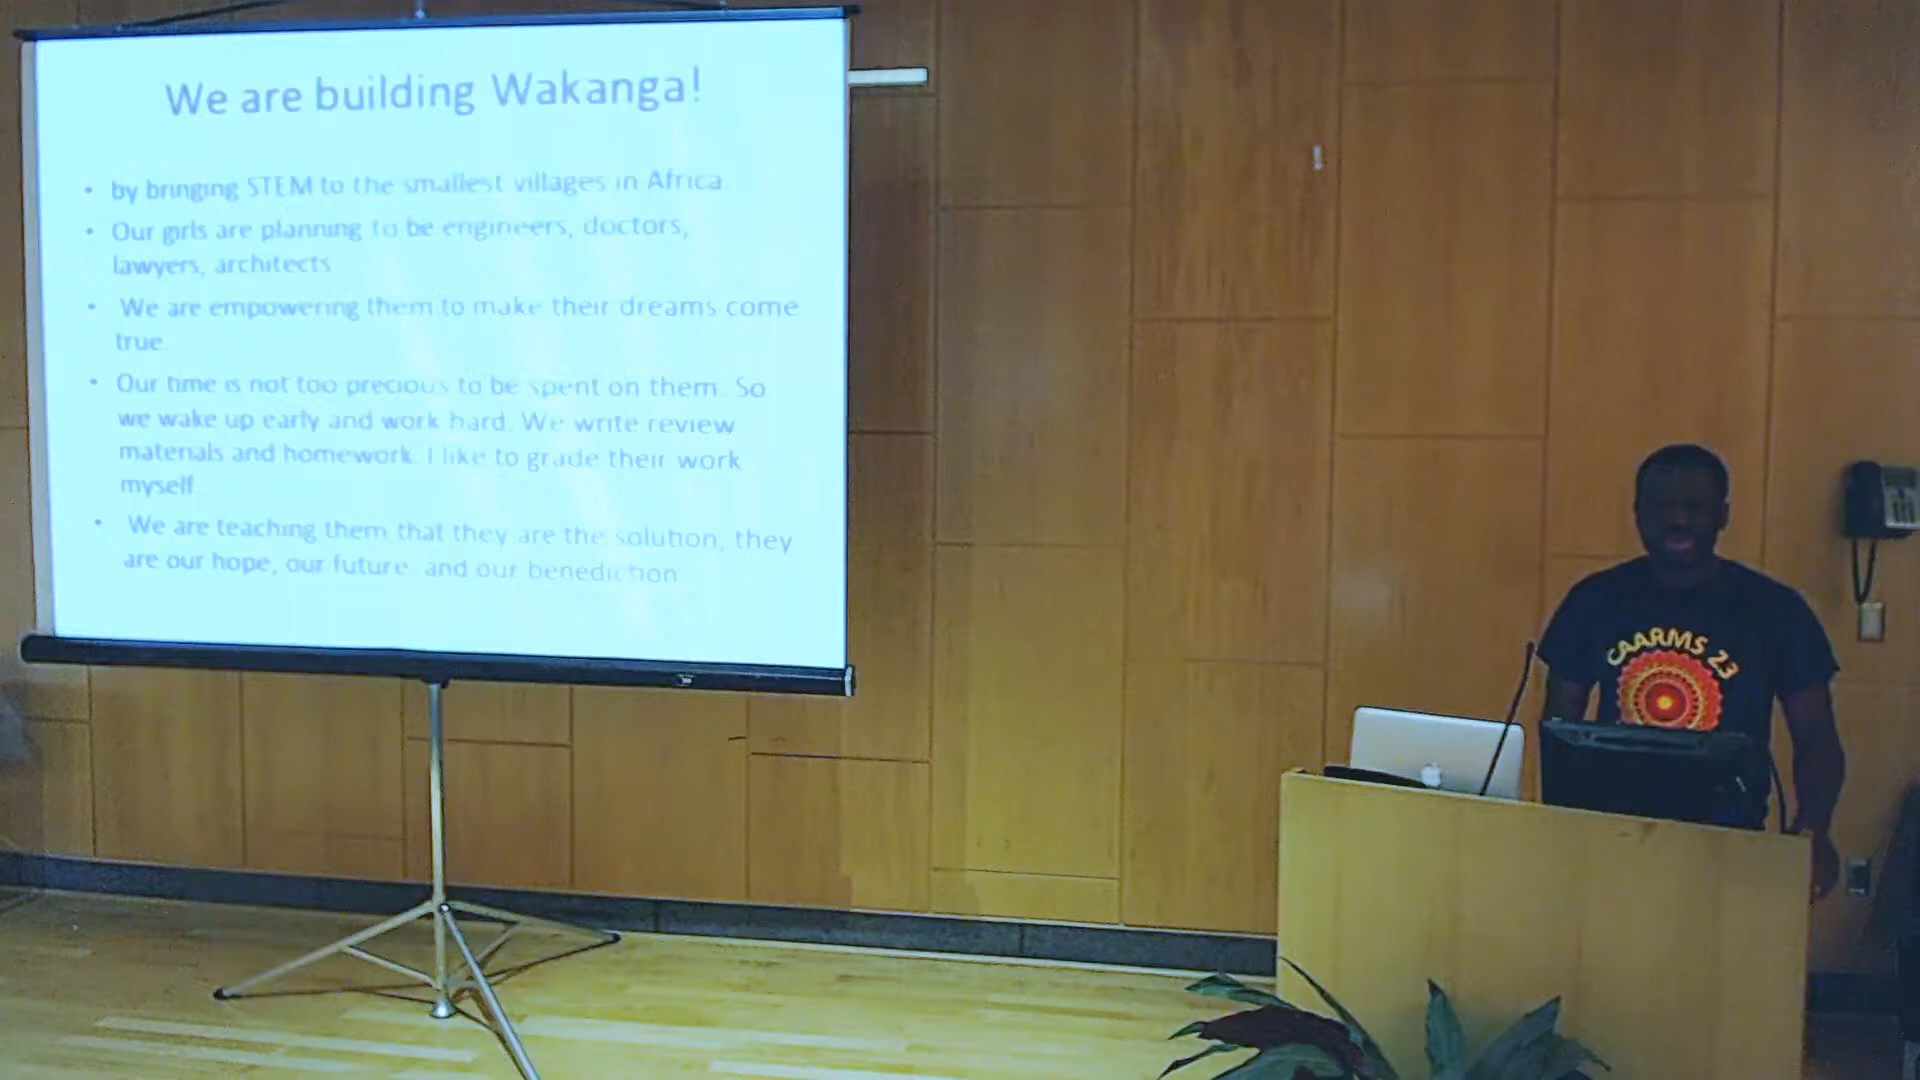 We are building Wakanga!
• by bringing STEM to the smallest villages in Africa
• Our girls are planning to be engineers, doctors,
lawyers, architects
• We are empowering them to make their dreams come
true.
• Our time is not too precious to be spent on them. So
we wake up early and work hard. We write review
materials and homework. I like to grade their work
myself.
• We are teaching them that they are the solution, they
are our hope, our future and our benediction
CAARMS 23